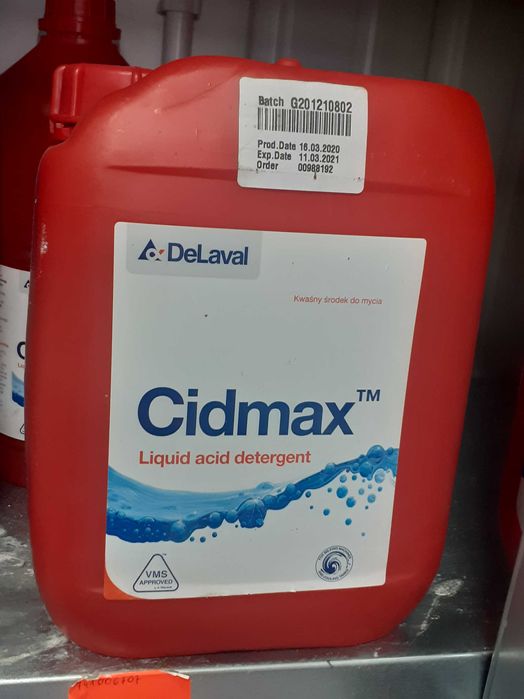 Batch G201210802
Prod.Date 16.03.2020
Exp.Date 11.03.2021
Order 00988192
DeLaval
Kwaśny środek do mycia
Cidmax™
Liquid acid detergent
VMS
APPROVED